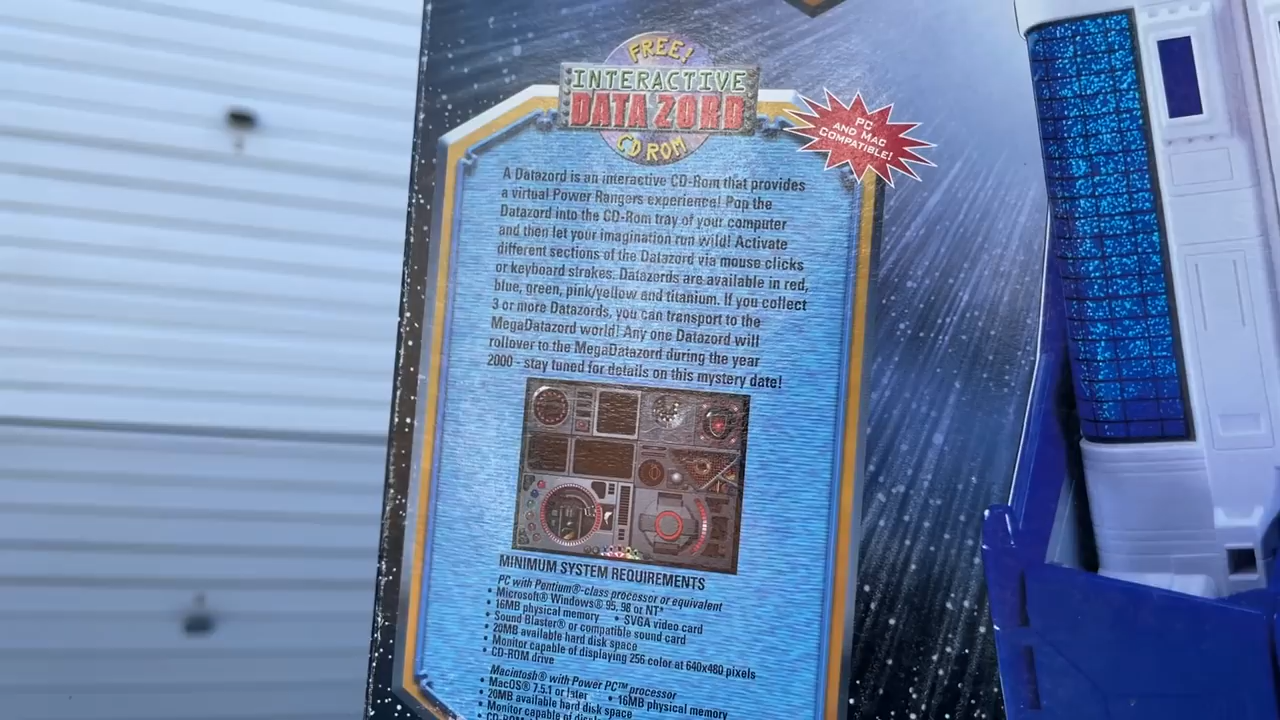 FREE!
INTERACTIVE
DATA ZORD
CD ROM
PC
AND MAC
COMPATIBLE!
A Datazord is an interactive CD-Rom that provides
a virtual Power Rangers experience! Pop the
Datazord into the CD-Rom tray of your computer
and then let your imagination run wild! Activate
different sections of the Datazord via mouse clicks
or keyboard strokes. Datazords are available in red,
blue, green, pink/yellow and titanium. If you collect
3 or more Datazords, you can transport to the
MegaDatazord world! Any one Datazord will
rollover to the MegaDatazord during the year
2000 - stay tuned for details on this mystery date!
MINIMUM SYSTEM REQUIREMENTS
PC with Pentium®-class processor or equivalent
• Microsoft® Windows® 95, 98 or NT*
• 16MB physical memory • SVGA video card
• Sound Blaster® or compatible sound card
• 20MB available hard disk space
• Monitor capable of displaying 256 color at 640x480 pixels
• CD-ROM drive
Macintosh® with Power PC™ processor
• MacOS® 7.5.1 or later • 16MB physical memory
• 20MB available hard disk space
• Monitor capable of
• CD-ROM